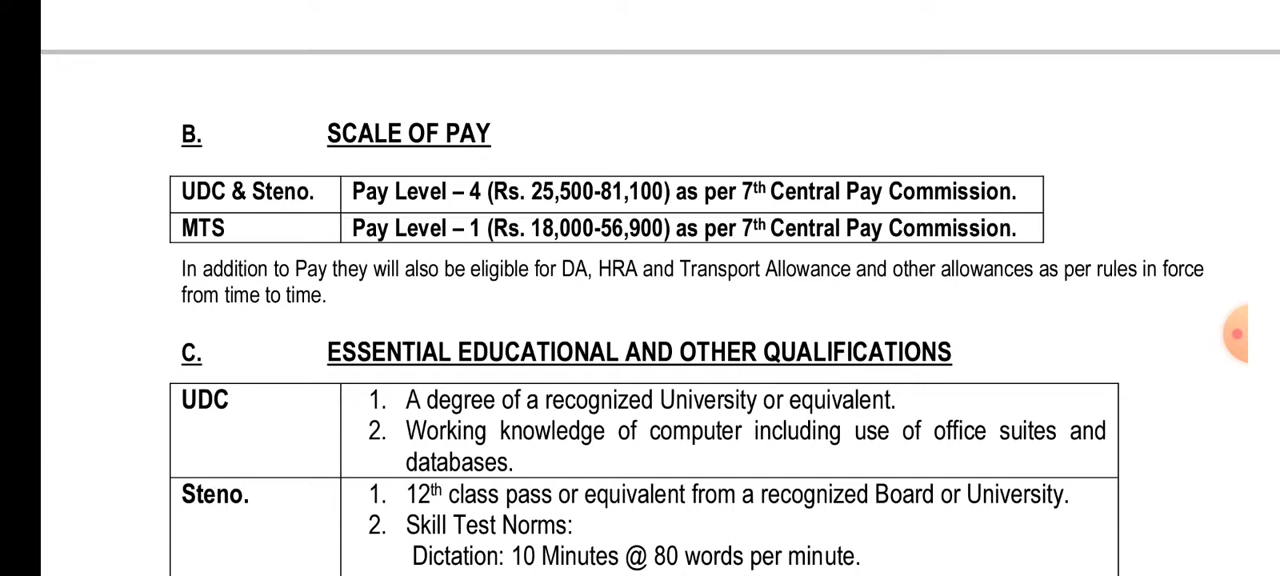 B. SCALE OF PAY
UDC & Steno. Pay Level – 4 (Rs. 25,500-81,100) as per 7th Central Pay Commission.
MTS Pay Level – 1 (Rs. 18,000-56,900) as per 7th Central Pay Commission.
In addition to Pay they will also be eligible for DA, HRA and Transport Allowance and other allowances as per rules in force
from time to time.
C. ESSENTIAL EDUCATIONAL AND OTHER QUALIFICATIONS
UDC 1. A degree of a recognized University or equivalent.
2. Working knowledge of computer including use of office suites and
databases.
Steno. 1. 12th class pass or equivalent from a recognized Board or University.
2. Skill Test Norms:
Dictation: 10 Minutes @ 80 words per minute.